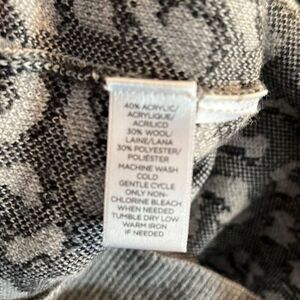 40% ACRYLIC/
ACRYLIQUE/
ACRILICO
30% WOOL/
LAINE/LANA
30% POLYESTER/
POLIÉSTER
MACHINE WASH
COLD
GENTLE CYCLE
ONLY NON-
CHLORINE BLEACH
WHEN NEEDED
TUMBLE DRY LOW
WARM IRON
IF NEEDED